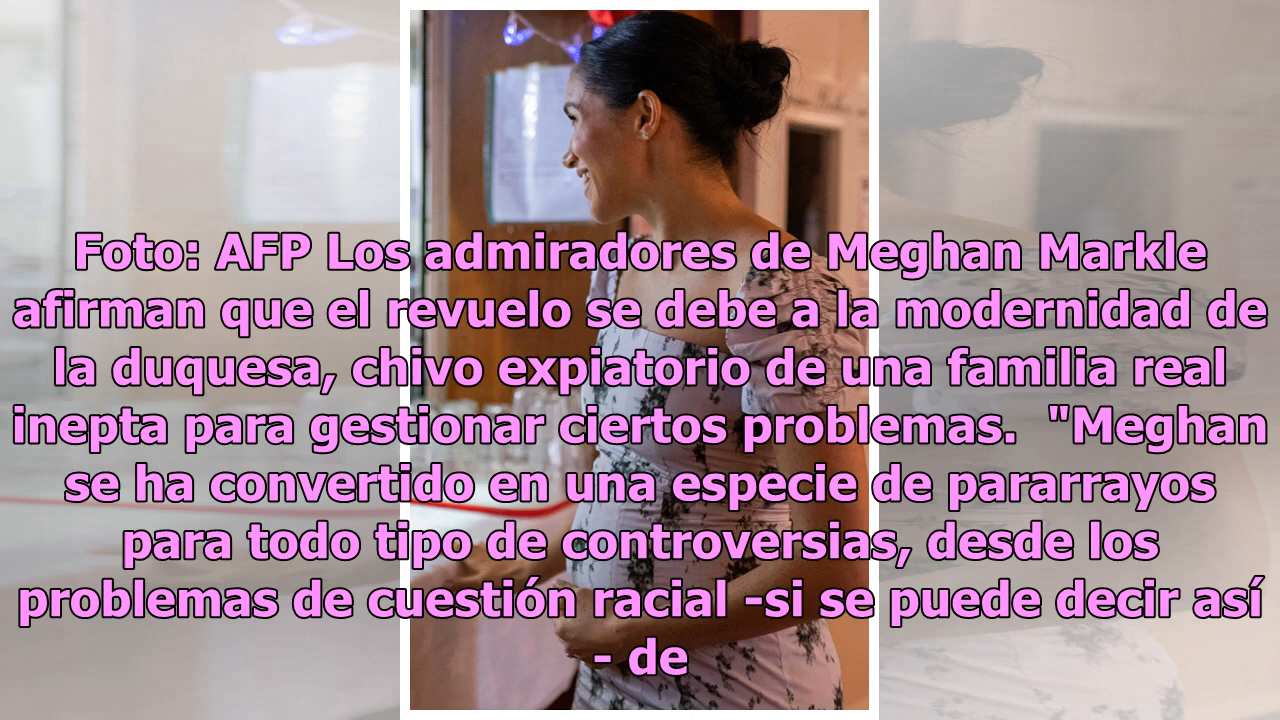 Foto: AFP Los admiradores de Meghan Markle
afirman que el revuelo se debe a la modernidad de
la duquesa, chivo expiatorio de una familia real
inepta para gestionar ciertos problemas.  "Meghan
se ha convertido en una especie de pararrayos
para todo tipo de controversias, desde los
problemas de cuestión racial -si se puede decir así
- de